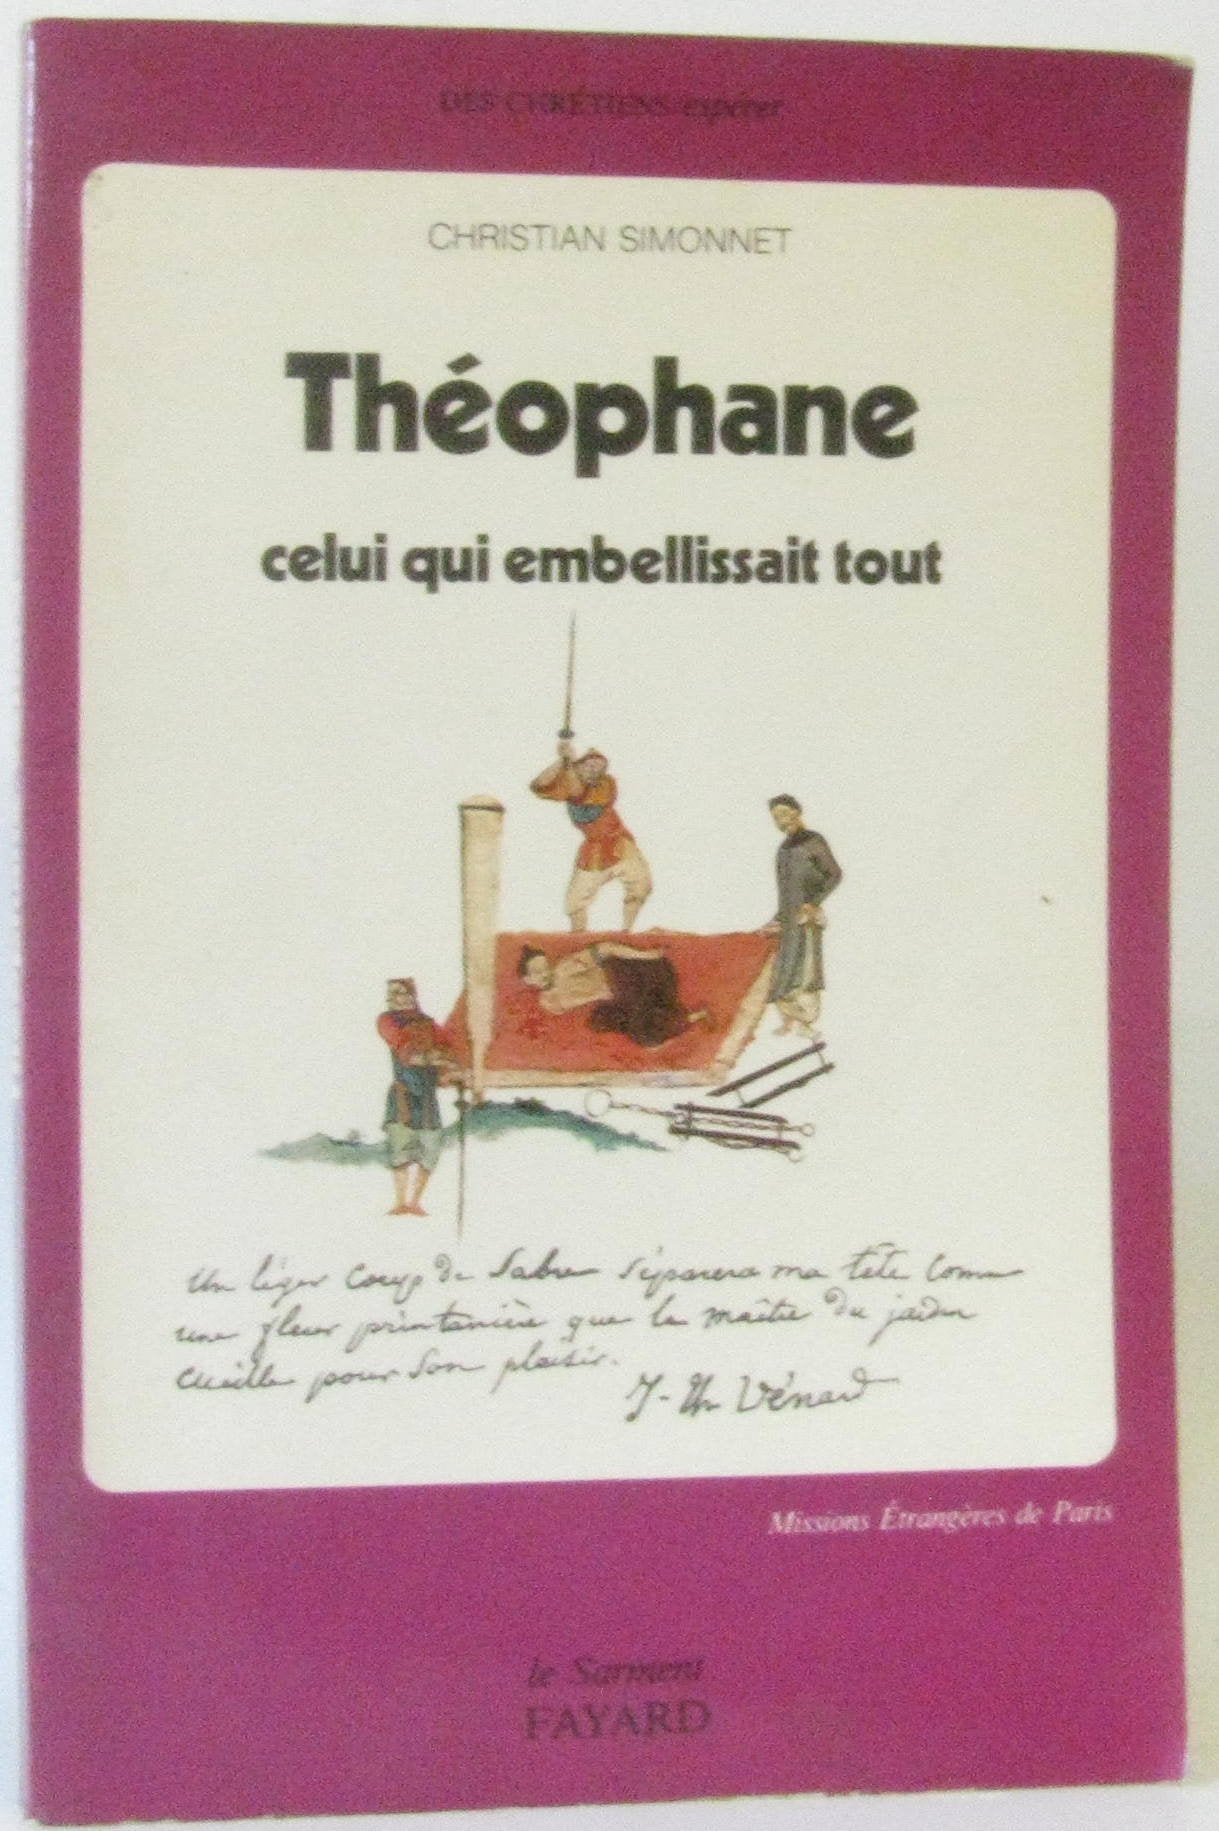 DES CHRÉTIENS espérer
CHRISTIAN SIMONNET
Théophane
celui qui embellissait tout
Un léger coup de sabre séparera ma tête comme
une fleur printanière que le maître du jardin
cueille pour son plaisir.
J-Th Vénard
Missions Étrangères de Paris
le Sarment
FAYARD